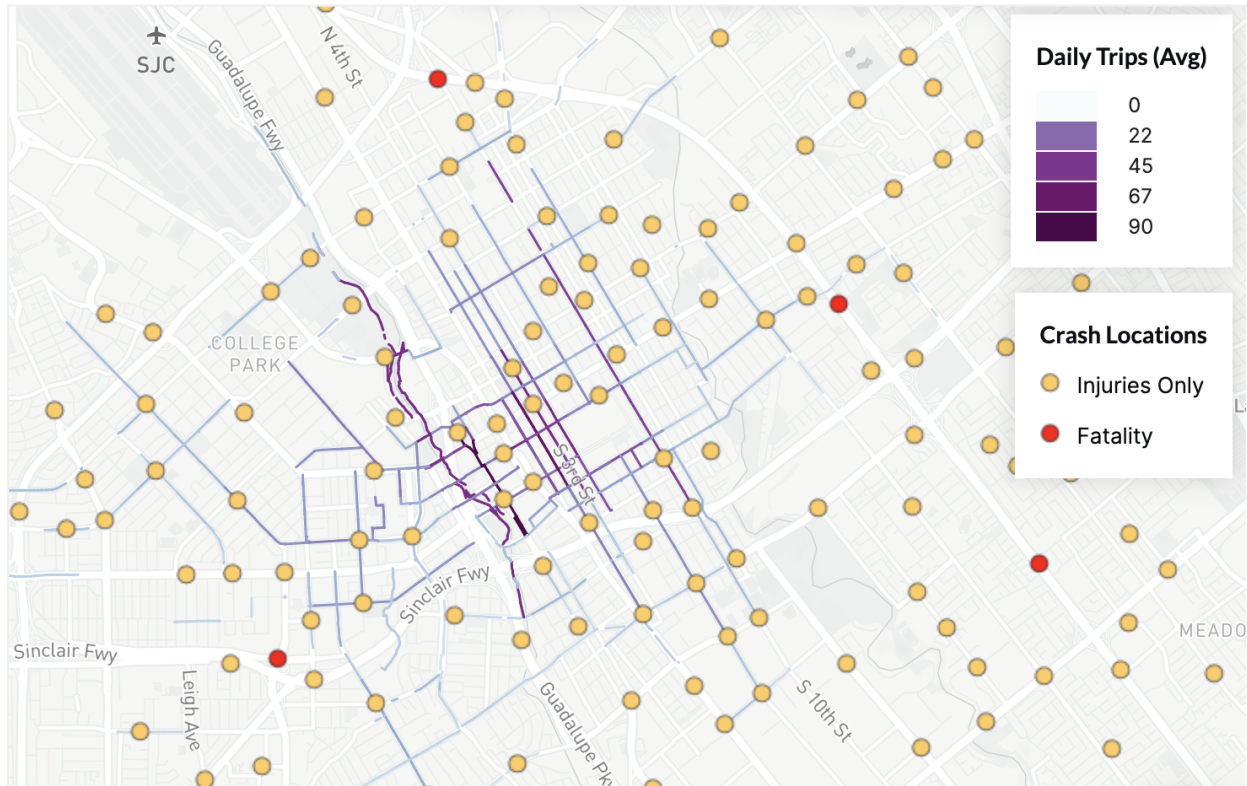 SJC
Guadalupe Fwy
N 4th St
COLLEGE
PARK
S 3rd St
Sinclair Fwy
Sinclair Fwy
Leigh Ave
Guadalupe Pkw
S 10th St
MEADO
Daily Trips (Avg)
0
22
45
67
90
Crash Locations
Injuries Only
Fatality